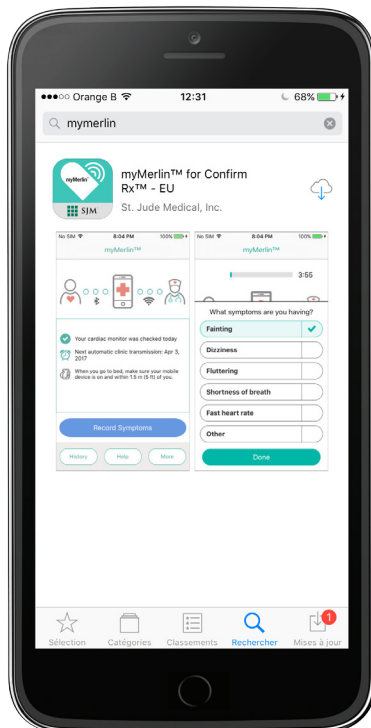 Orange B 12:31 68%
mymerlin
myMerlin™ for Confirm
Rx™ - EU
St. Jude Medical, Inc.
myMerlin™
SJM
No SIM 8:04 PM 100%
myMerlin™
Your cardiac monitor was checked today
Next automatic clinic transmission: Apr 3,
2017
When you go to bed, make sure your mobile
device is on and within 1.5 m (5 ft) of you.
Record Symptoms
History Help More
No SIM 8:04 PM 100%
myMerlin™
3:55
What symptoms are you having?
Fainting
Dizziness
Fluttering
Shortness of breath
Fast heart rate
Other
Done
Sélection Catégories Classements Rechercher Mises à jour
1